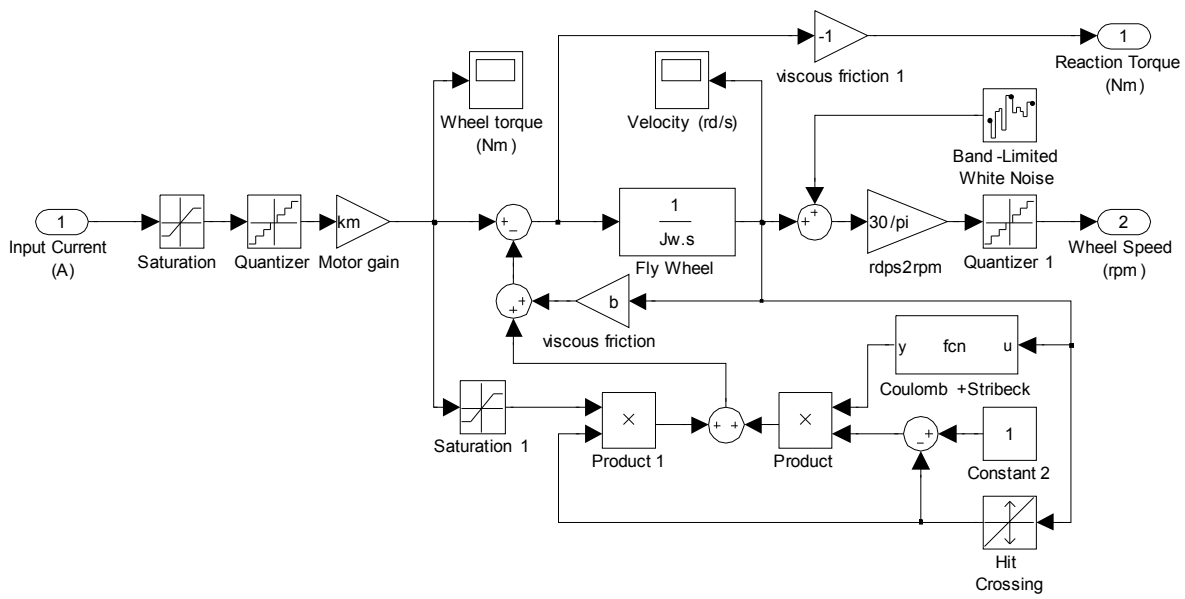 -1
viscous friction 1
1
Reaction Torque
(Nm)
Wheel torque
(Nm)
Velocity (rd/s)
Band-Limited
White Noise
1
Input Current
(A)
Saturation
Quantizer
km
Motor gain
+
−
1
Jw.s
Fly Wheel
+
+
30/pi
rdps2rpm
Quantizer 1
2
Wheel Speed
(rpm)
+
+
b
viscous friction
y
fcn
u
Coulomb +Stribeck
Saturation 1
×
Product 1
+ +
×
Product
+
−
1
Constant 2
Hit
Crossing